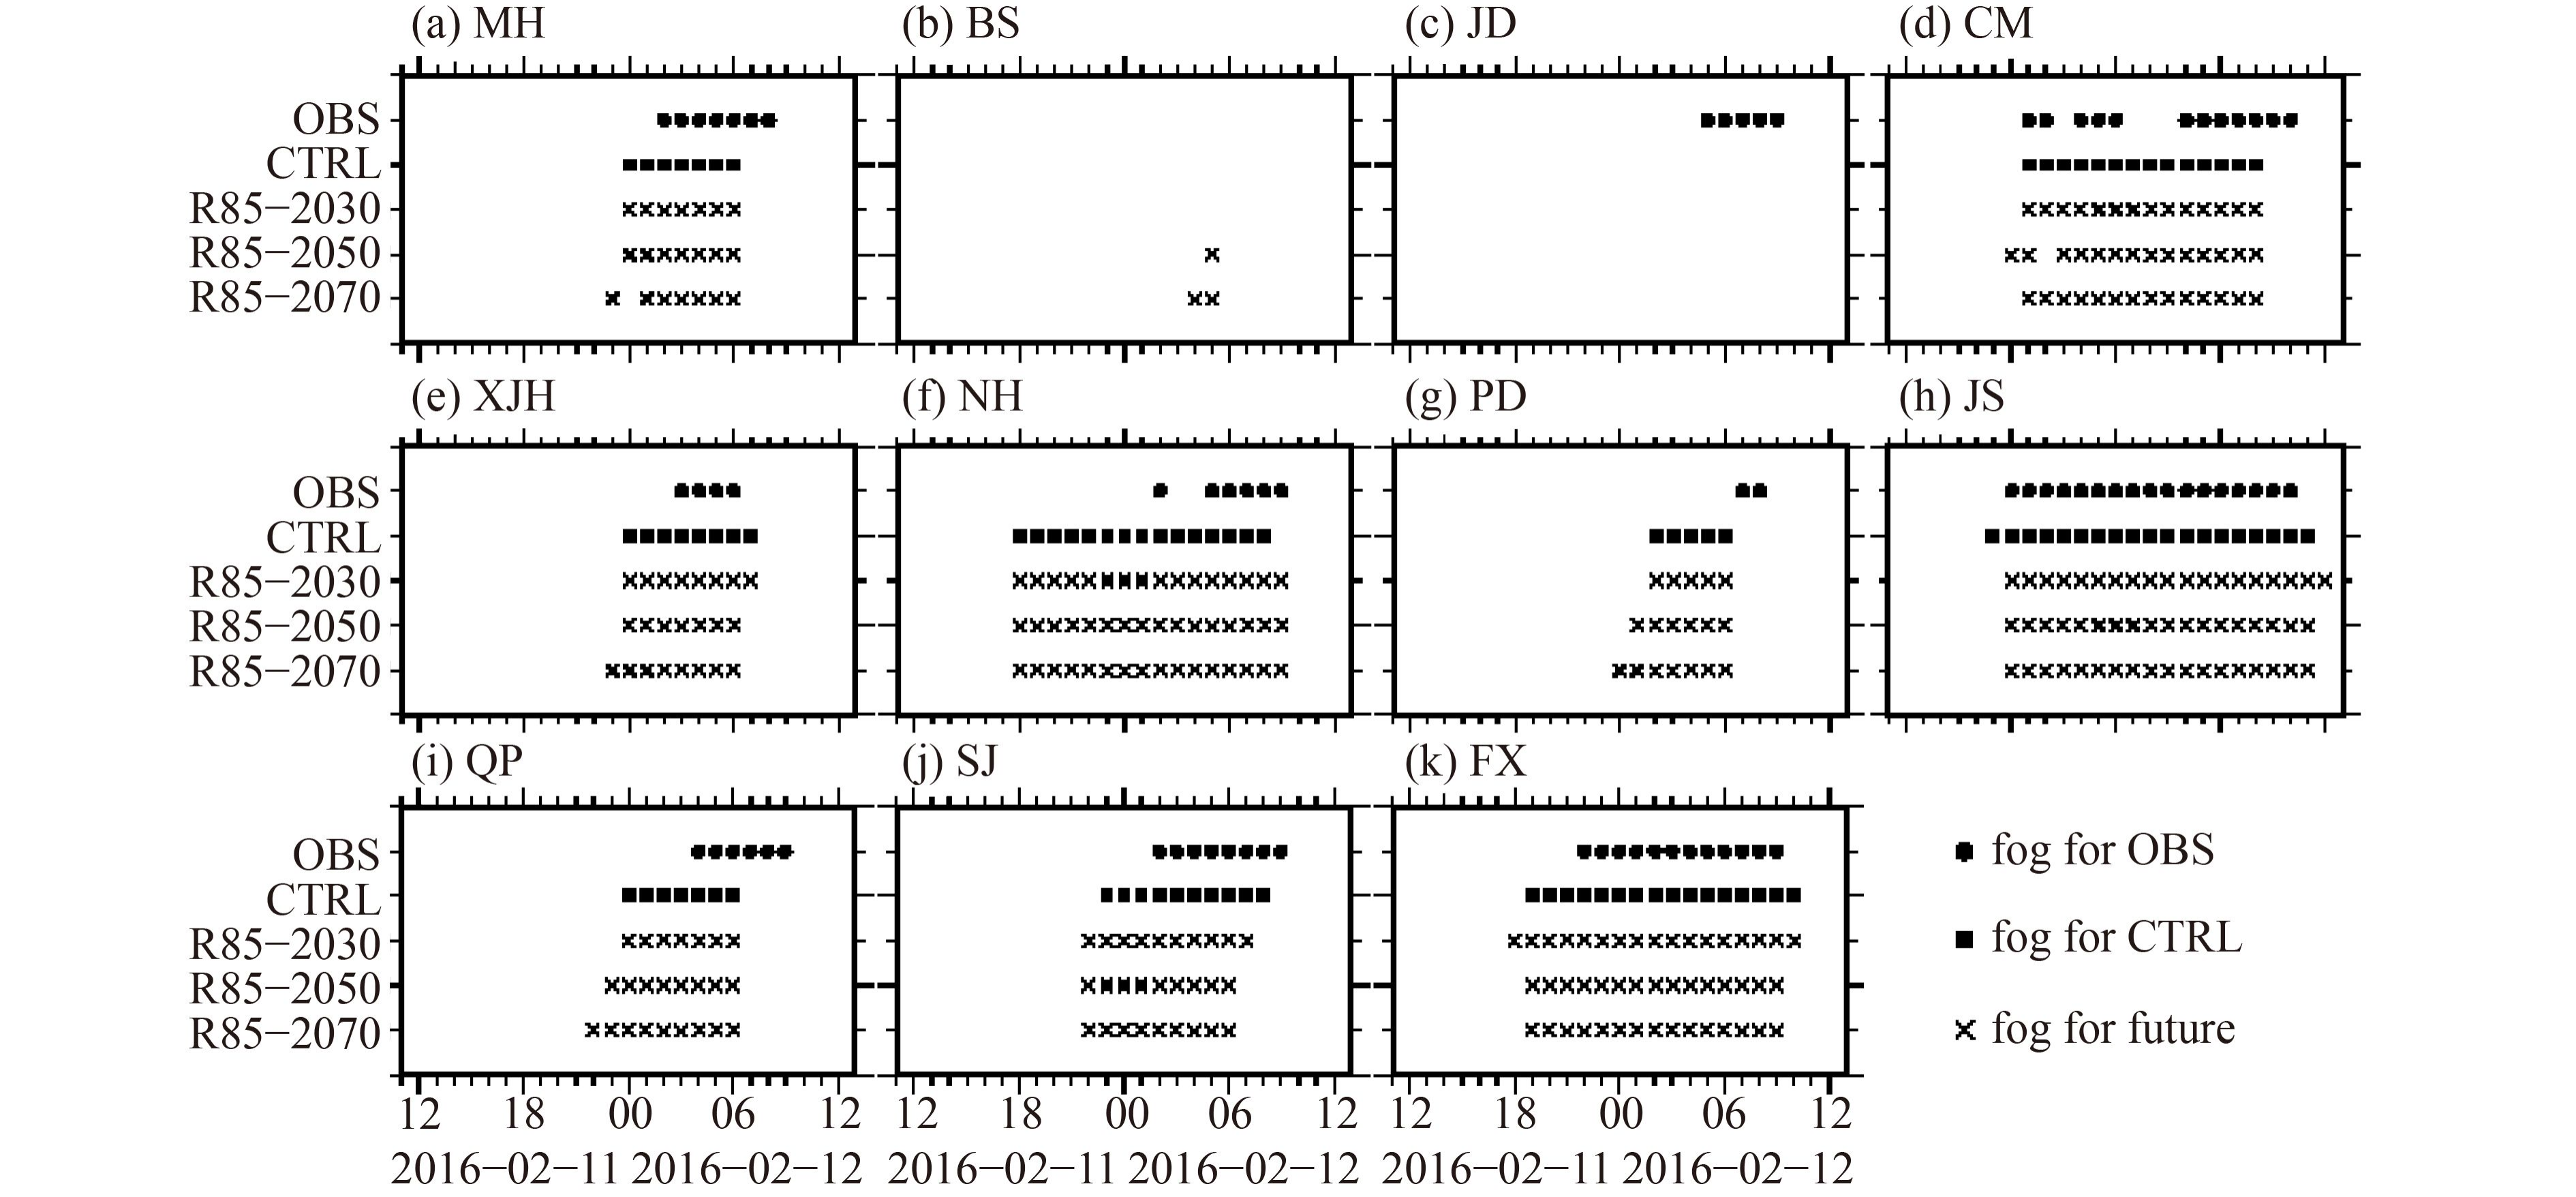 (a) MH
(b) BS
(c) JD
(d) CM
OBS
CTRL
R85−2030
R85−2050
R85−2070
(e) XJH
(f) NH
(g) PD
(h) JS
OBS
CTRL
R85−2030
R85−2050
R85−2070
(i) QP
(j) SJ
(k) FX
OBS
CTRL
R85−2030
R85−2050
R85−2070
fog for OBS
fog for CTRL
fog for future
12 18 00 06 12
12 18 00 06 12
12 18 00 06 12
2016−02−11 2016−02−12
2016−02−11 2016−02−12
2016−02−11 2016−02−12